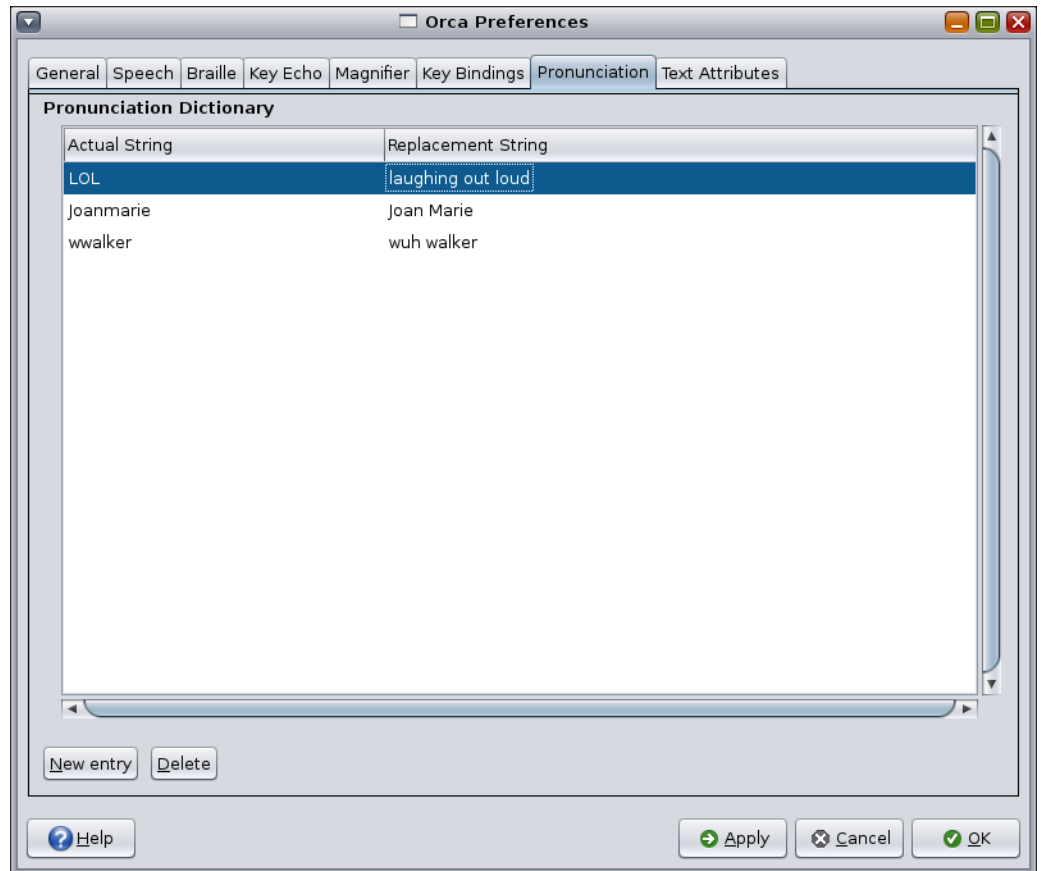 Orca Preferences
General Speech Braille Key Echo Magnifier Key Bindings Pronunciation Text Attributes
Pronunciation Dictionary
Actual String Replacement String
LOL laughing out loud
Joanmarie Joan Marie
wwalker wuh walker
New entry Delete
Help Apply Cancel OK